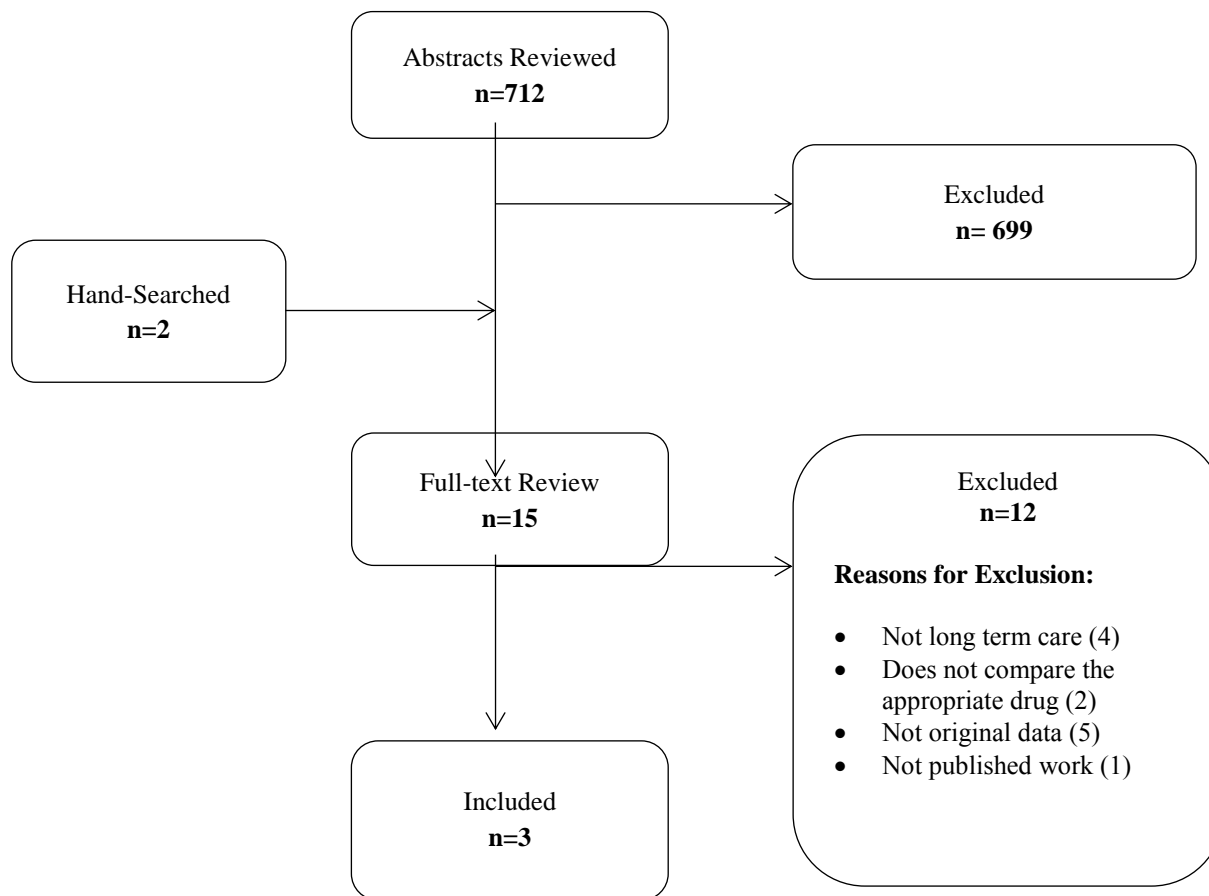 Abstracts Reviewed
n=712
Excluded
n= 699
Hand-Searched
n=2
Full-text Review
n=15
Excluded
n=12
Reasons for Exclusion:
• Not long term care (4)
• Does not compare the
appropriate drug (2)
• Not original data (5)
• Not published work (1)
Included
n=3